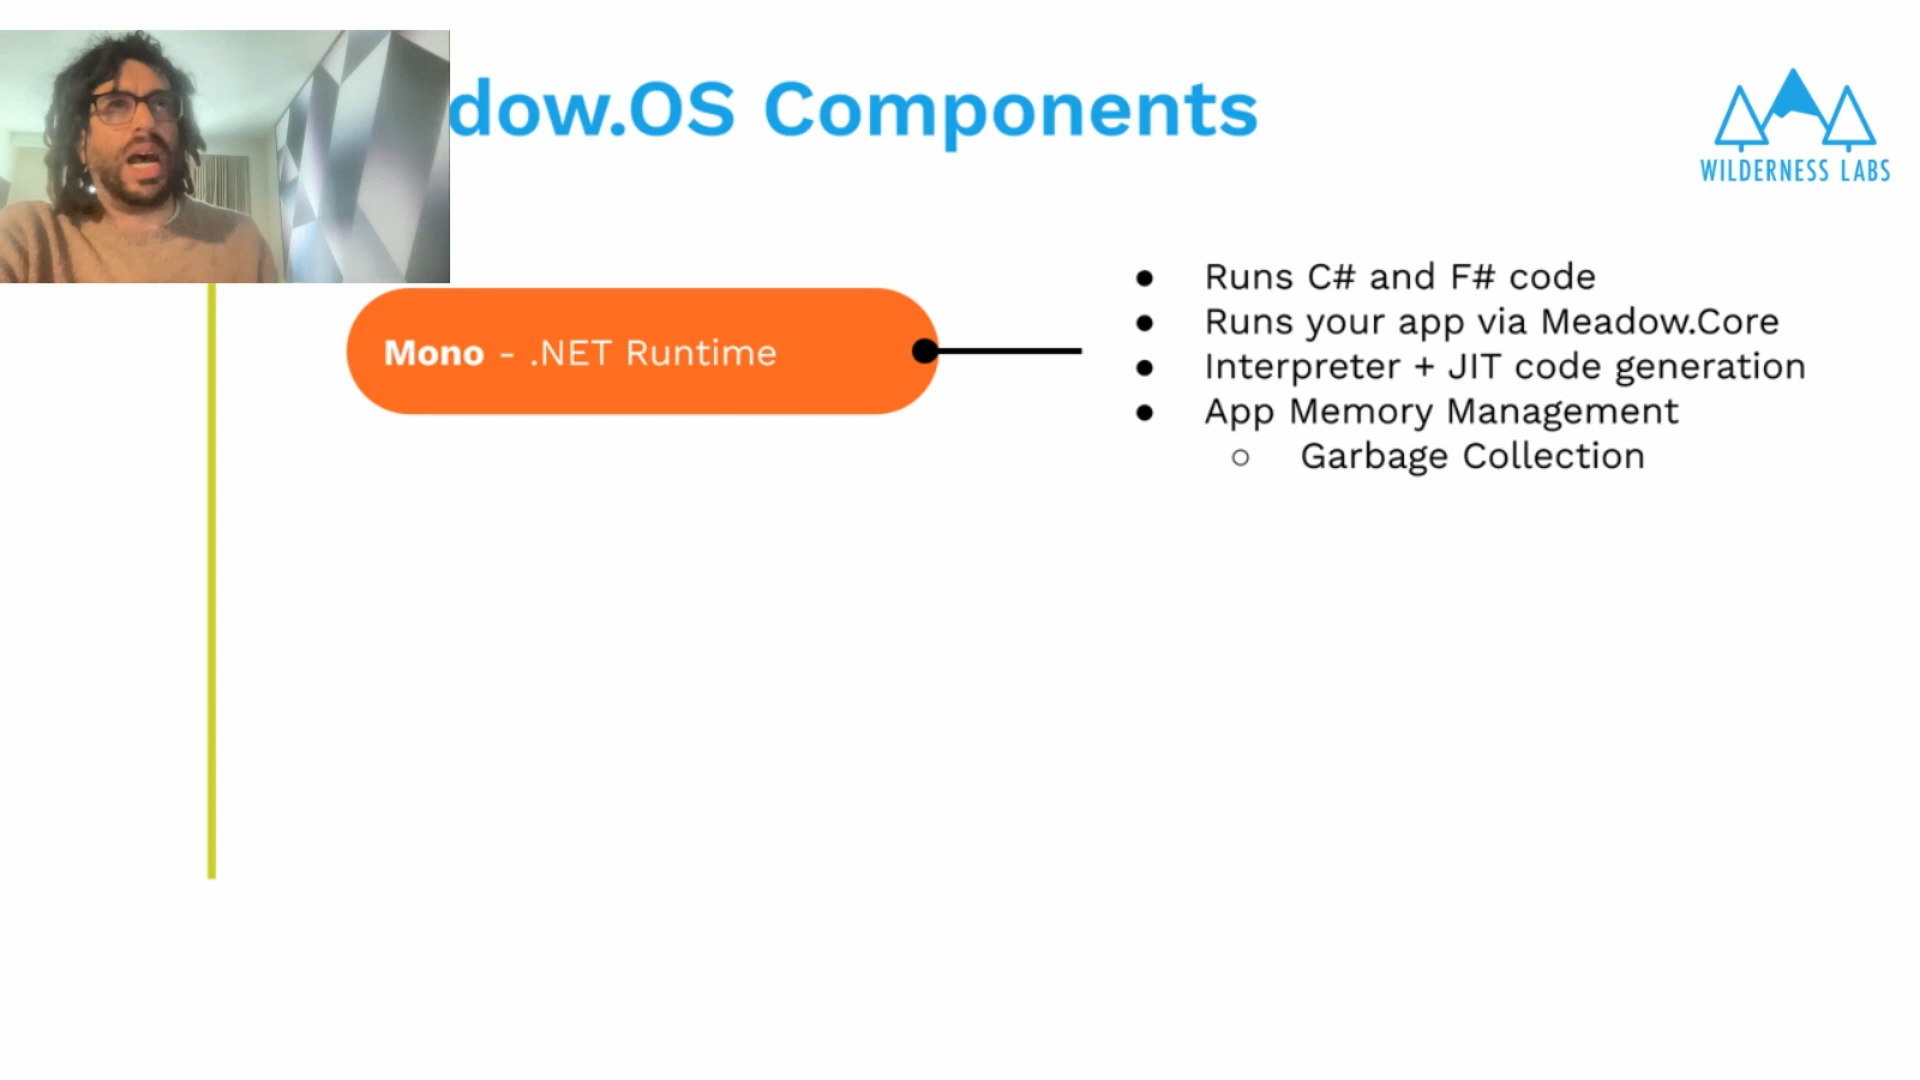 dow.OS Components
WILDERNESS LABS
Mono - .NET Runtime
● Runs C# and F# code
● Runs your app via Meadow.Core
● Interpreter + JIT code generation
● App Memory Management
○ Garbage Collection